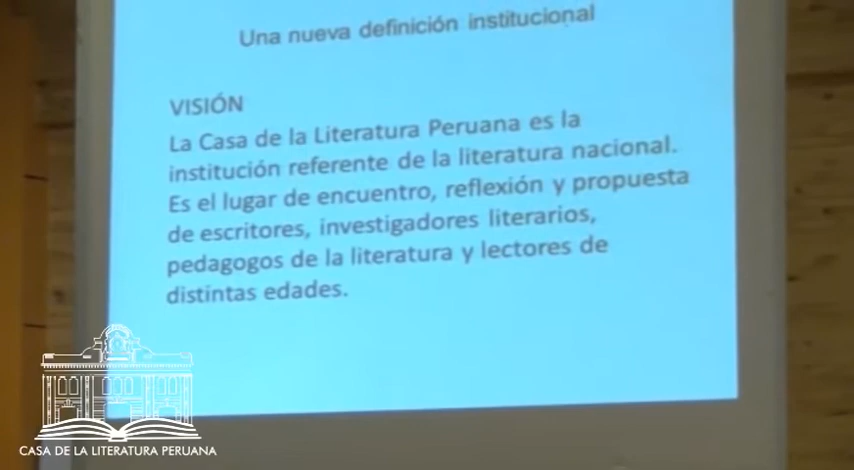 Una nueva definición institucional
VISIÓN
La Casa de la Literatura Peruana es la
institución referente de la literatura nacional.
Es el lugar de encuentro, reflexión y propuesta
de escritores, investigadores literarios,
pedagogos de la literatura y lectores de
distintas edades.
CASA DE LA LITERATURA PERUANA